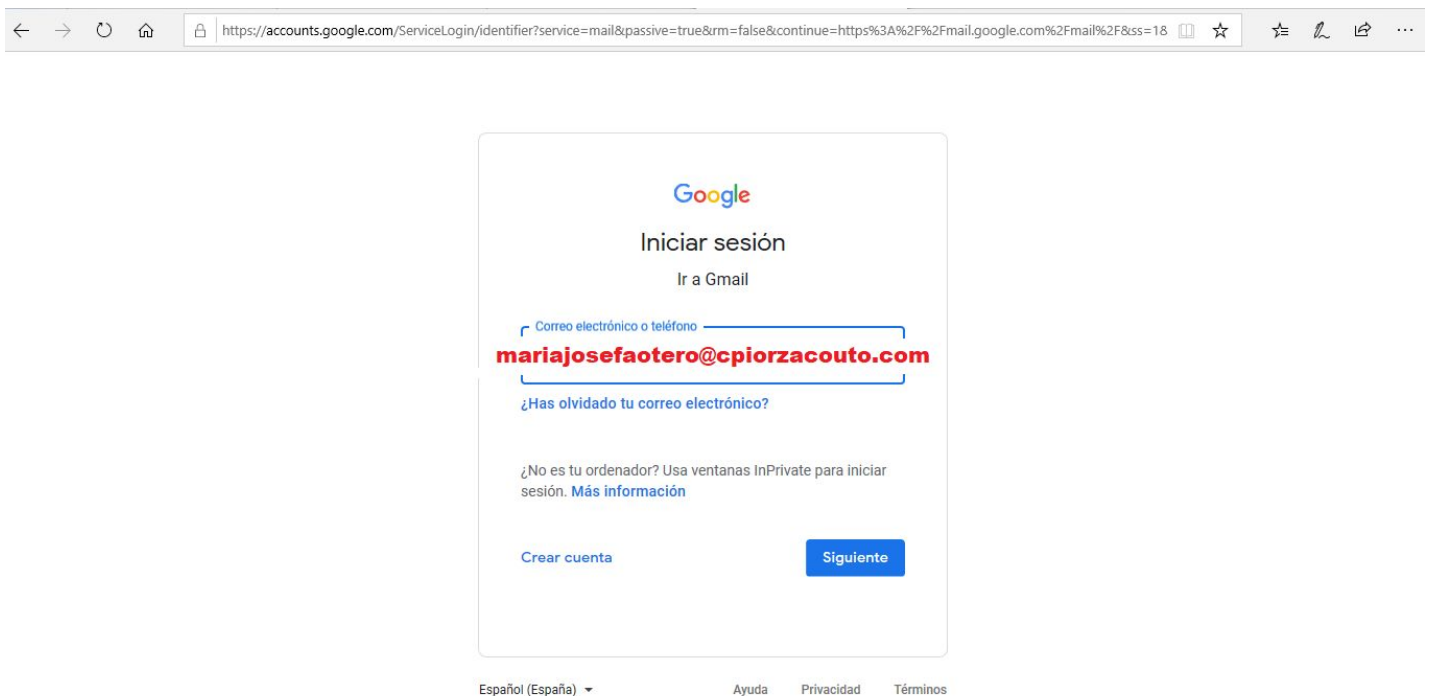 https://accounts.google.com/ServiceLogin/identifier?service=mail&passive=true&rm=false&continue=https%3A%2F%2Fmail.google.com%2Fmail%2F&ss=18
Google
Iniciar sesión
Ir a Gmail
Correo electrónico o teléfono
mariajosefaotero@cpiorzacouto.com
¿Has olvidado tu correo electrónico?
¿No es tu ordenador? Usa ventanas InPrivate para iniciar
sesión. Más información
Crear cuenta Siguiente
Español (España) Ayuda Privacidad Términos